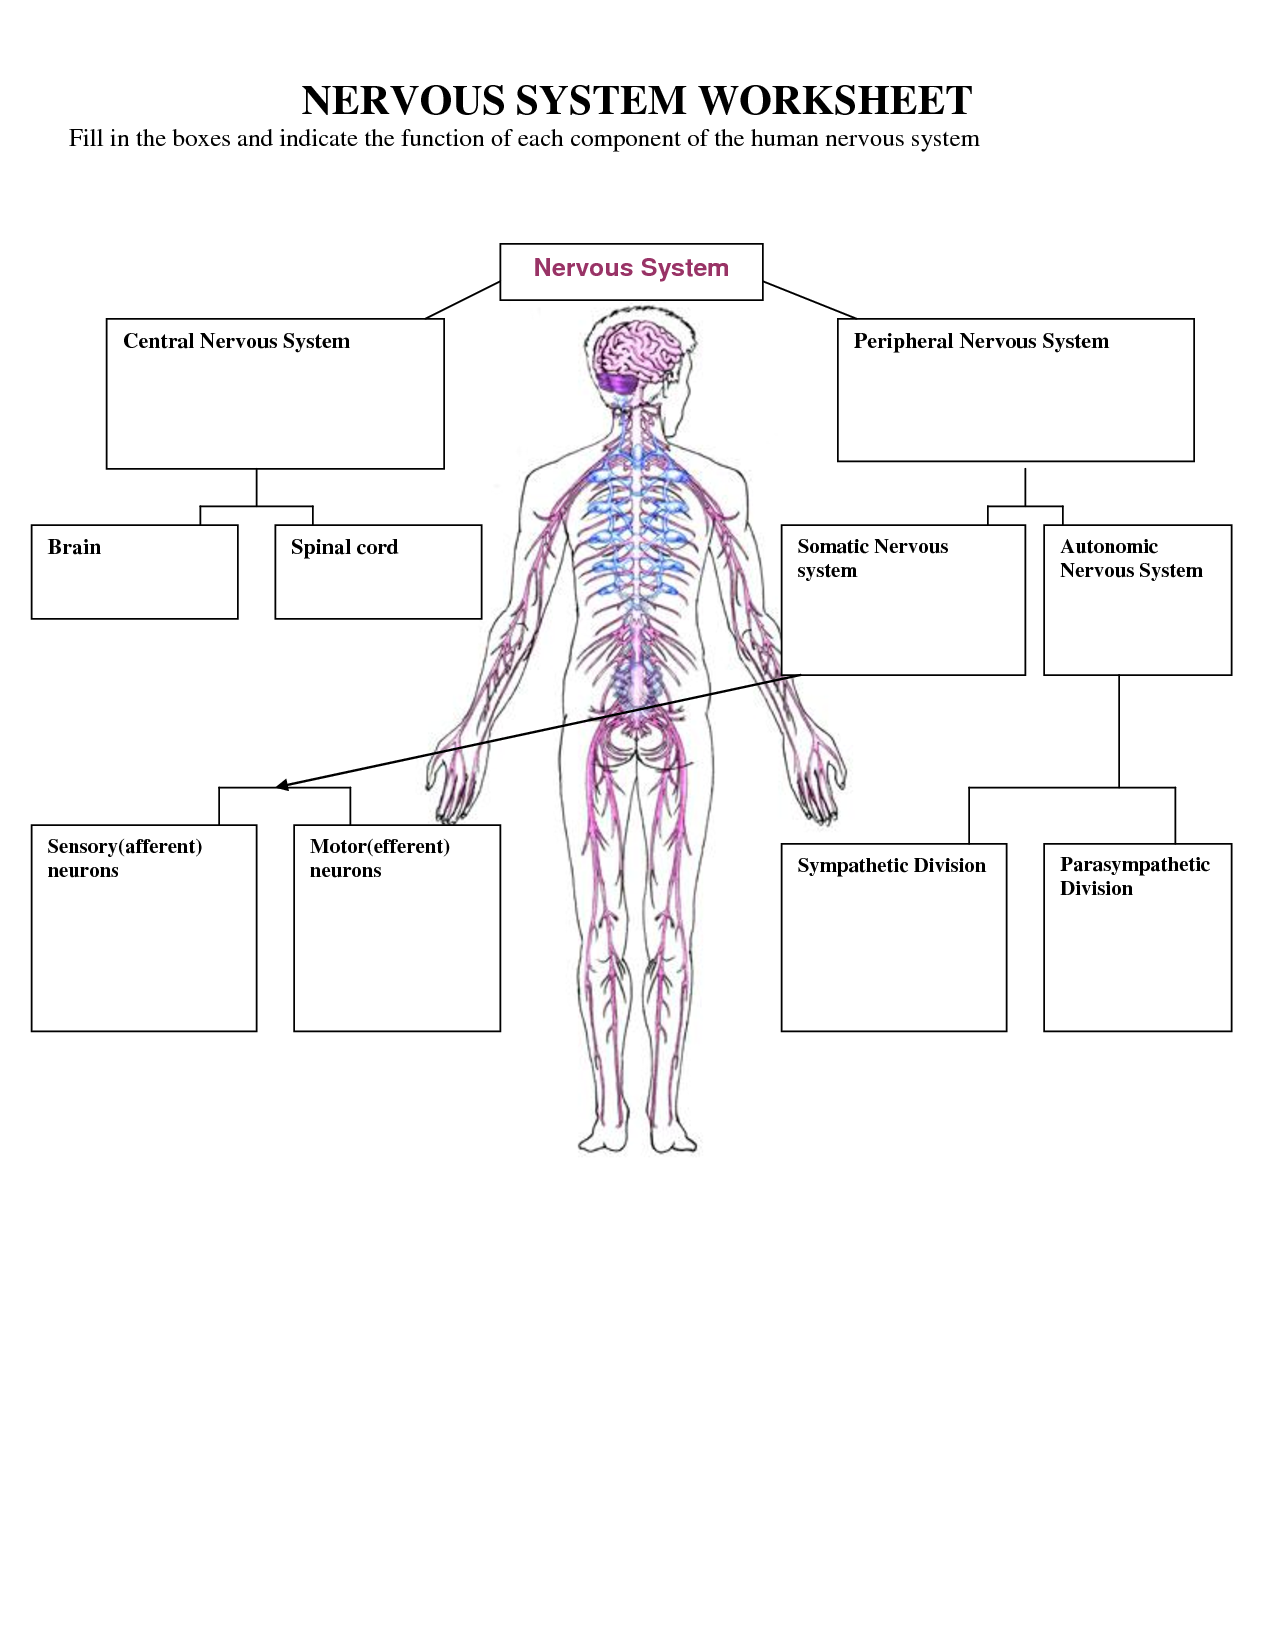 NERVOUS SYSTEM WORKSHEET
Fill in the boxes and indicate the function of each component of the human nervous system
Nervous System
Central Nervous System
Peripheral Nervous System
Brain
Spinal cord
Somatic Nervous
system
Autonomic
Nervous System
Sensory(afferent)
neurons
Motor(efferent)
neurons
Sympathetic Division
Parasympathetic
Division